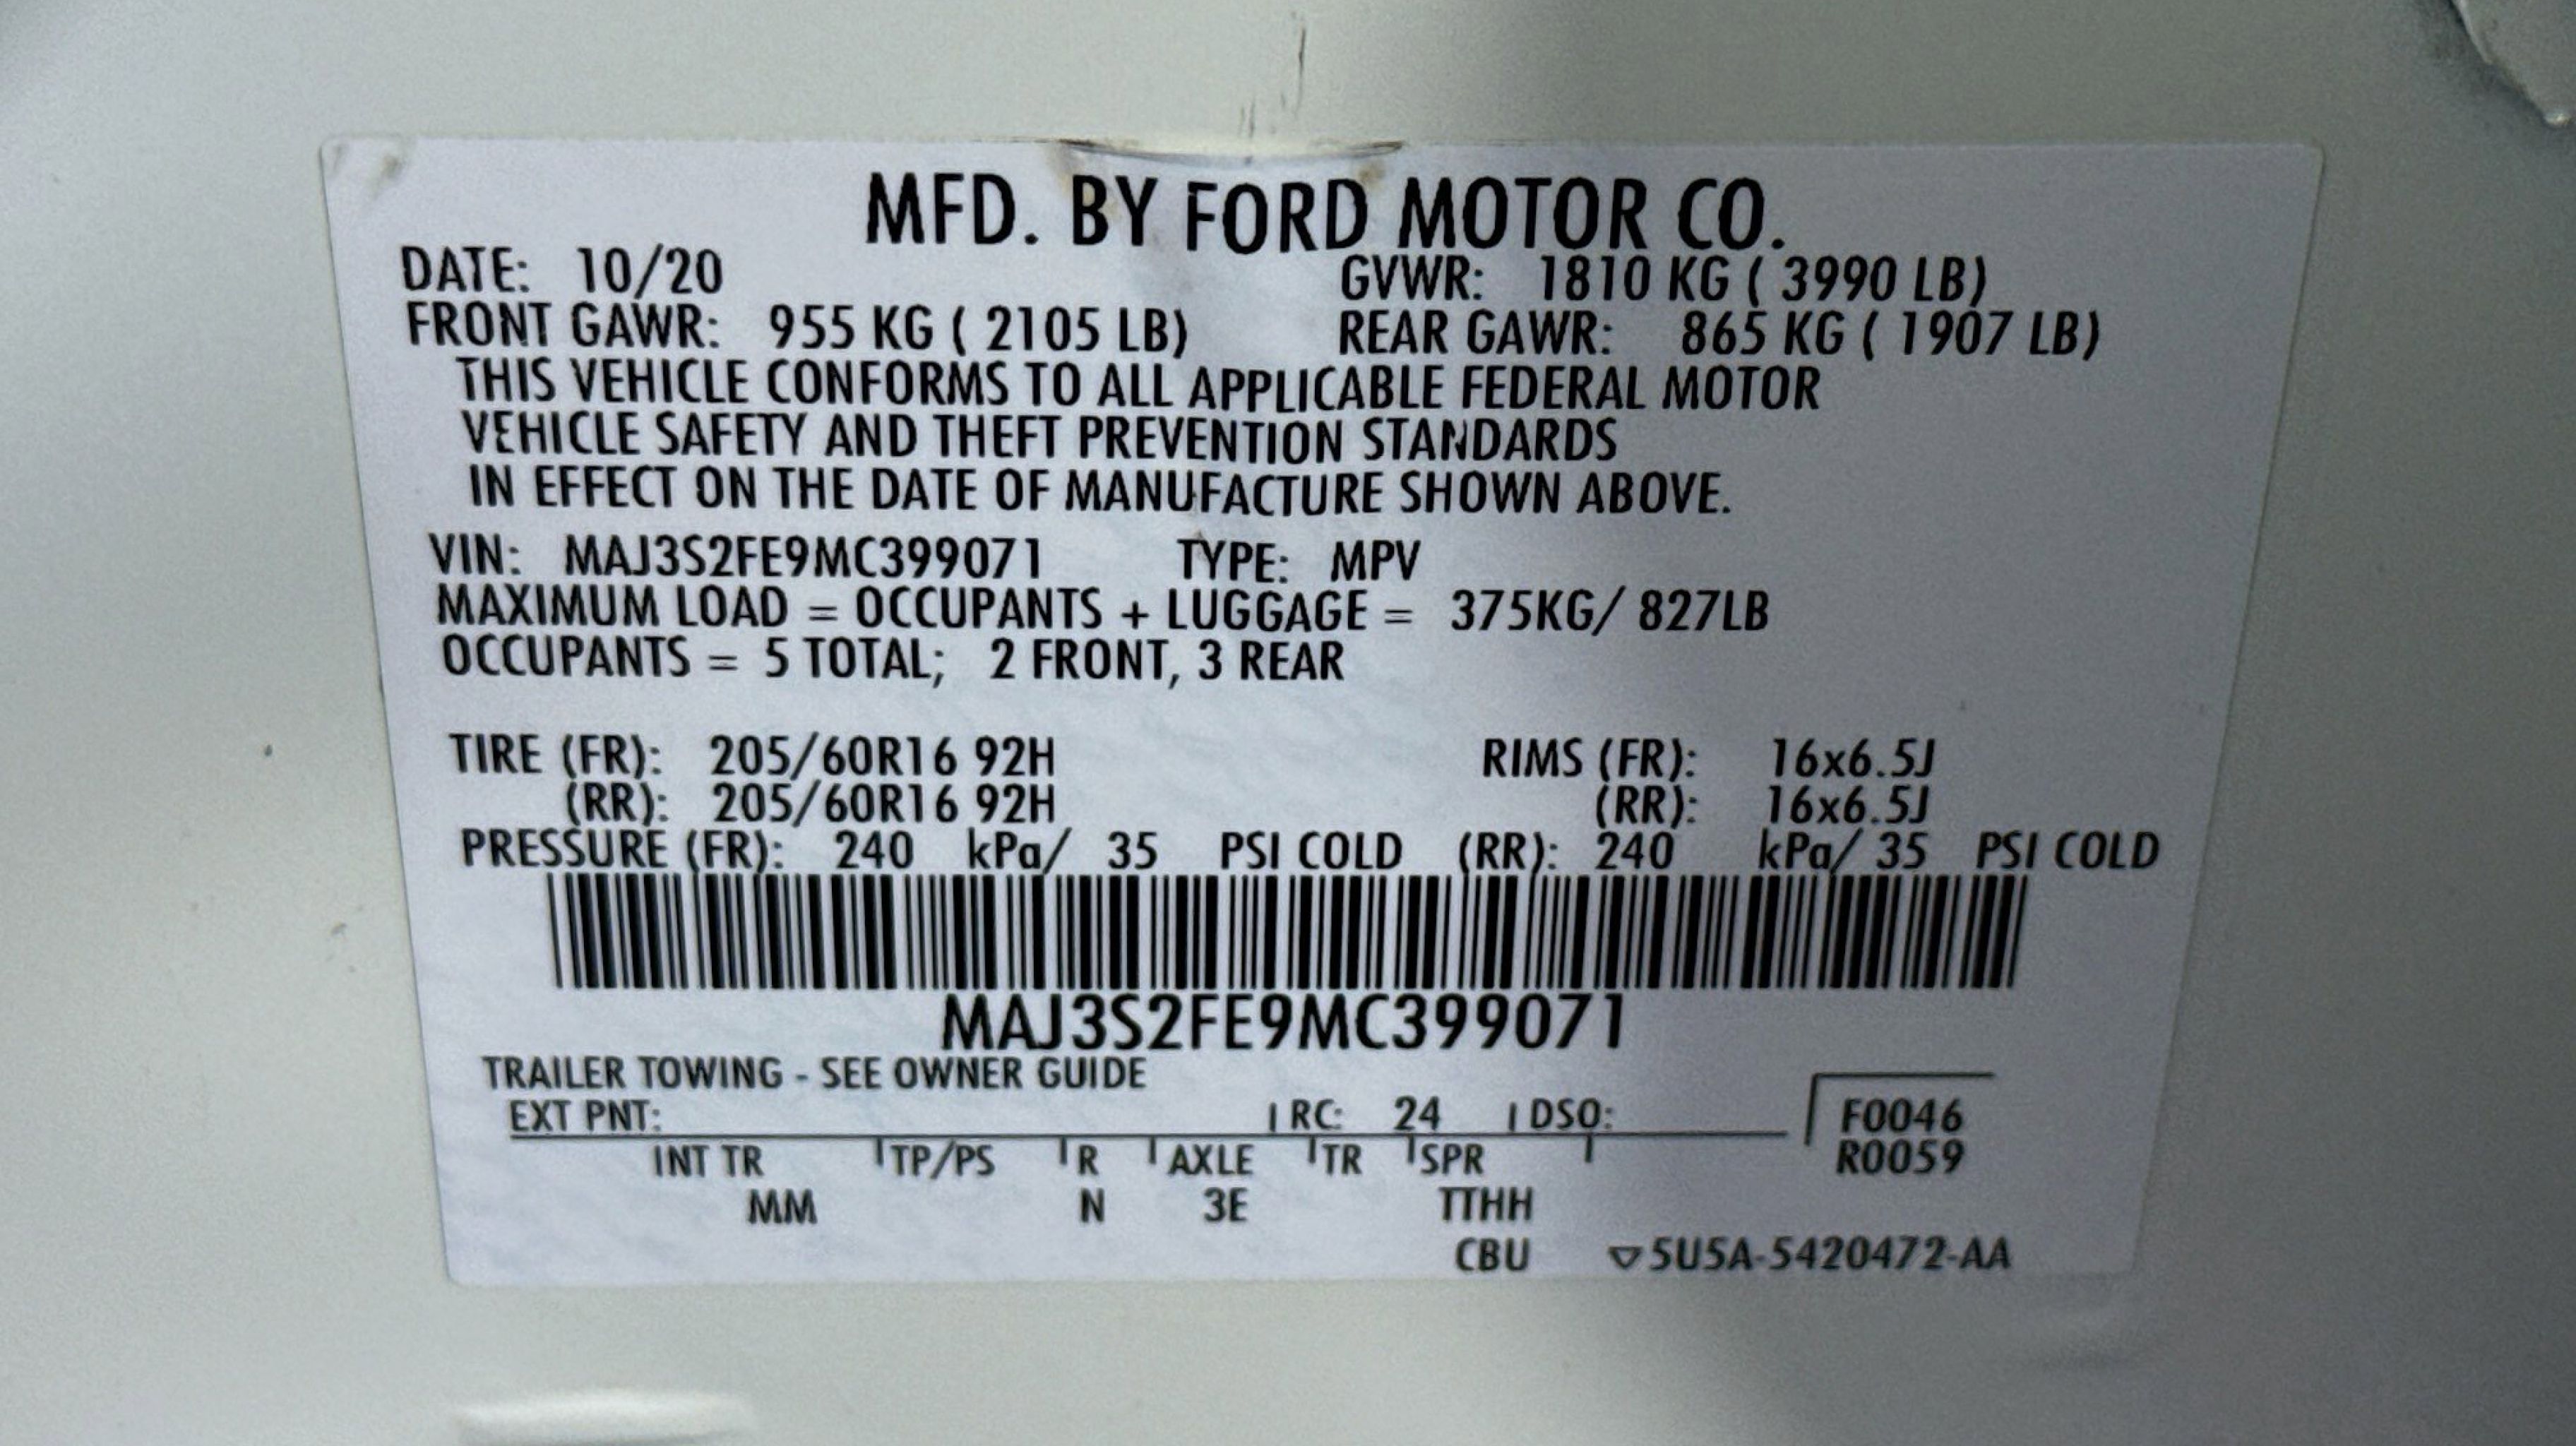 MFD. BY FORD MOTOR CO.
DATE: 10/20 GVWR: 1810 KG ( 3990 LB)
FRONT GAWR: 955 KG ( 2105 LB) REAR GAWR: 865 KG ( 1907 LB)
THIS VEHICLE CONFORMS TO ALL APPLICABLE FEDERAL MOTOR
VEHICLE SAFETY AND THEFT PREVENTION STANDARDS
IN EFFECT ON THE DATE OF MANUFACTURE SHOWN ABOVE.
VIN: MAJ3S2FE9MC399071 TYPE: MPV
MAXIMUM LOAD = OCCUPANTS + LUGGAGE = 375KG/ 827LB
OCCUPANTS = 5 TOTAL; 2 FRONT, 3 REAR
TIRE (FR): 205/60R16 92H RIMS (FR): 16x6.5J
(RR): 205/60R16 92H (RR): 16x6.5J
PRESSURE (FR): 240 kPa/ 35 PSI COLD (RR): 240 kPa/ 35 PSI COLD
MAJ3S2FE9MC399071
TRAILER TOWING - SEE OWNER GUIDE
EXT PNT: RC: 24 DSO: F0046
INT TR TP/PS R AXLE TR SPR R0059
MM N 3E TTHH
CBU ▽5U5A-5420472-AA